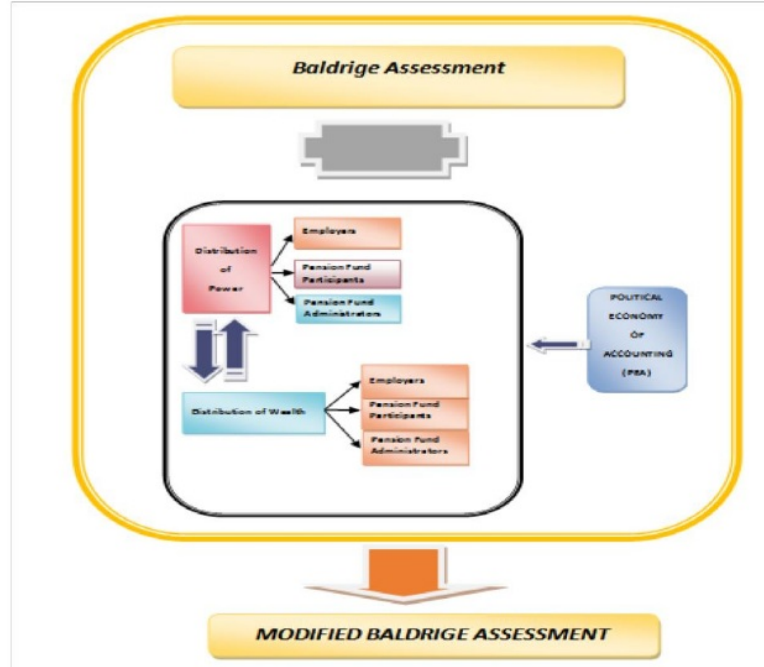 Baldrige Assessment
Employers
Distribution
of
Power
Pension Fund
Participants
Pension Fund
Administrators
POLITICAL
ECONOMY
OF
ACCOUNTING
(PEA)
Employers
Distribution of Wealth
Pension Fund
Participants
Pension Fund
Administrators
MODIFIED BALDRIGE ASSESSMENT